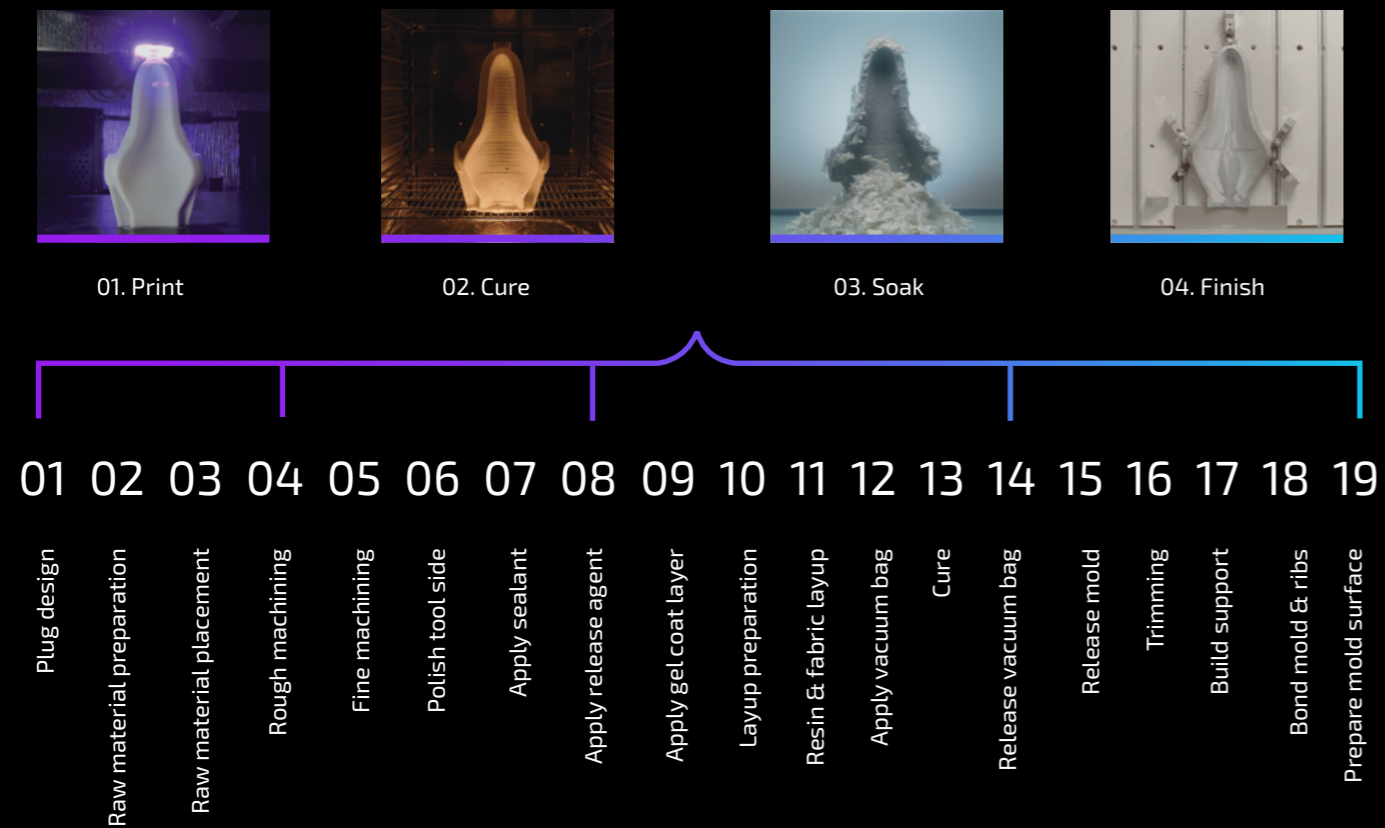 01. Print
02. Cure
03. Soak
04. Finish
01 02 03 04 05 06 07 08 09 10 11 12 13 14 15 16 17 18 19
Plug design
Raw material preparation
Raw material placement
Rough machining
Fine machining
Polish tool side
Apply sealant
Apply release agent
Apply gel coat layer
Layup preparation
Resin & fabric layup
Apply vacuum bag
Cure
Release vacuum bag
Release mold
Trimming
Build support
Bond mold & ribs
Prepare mold surface